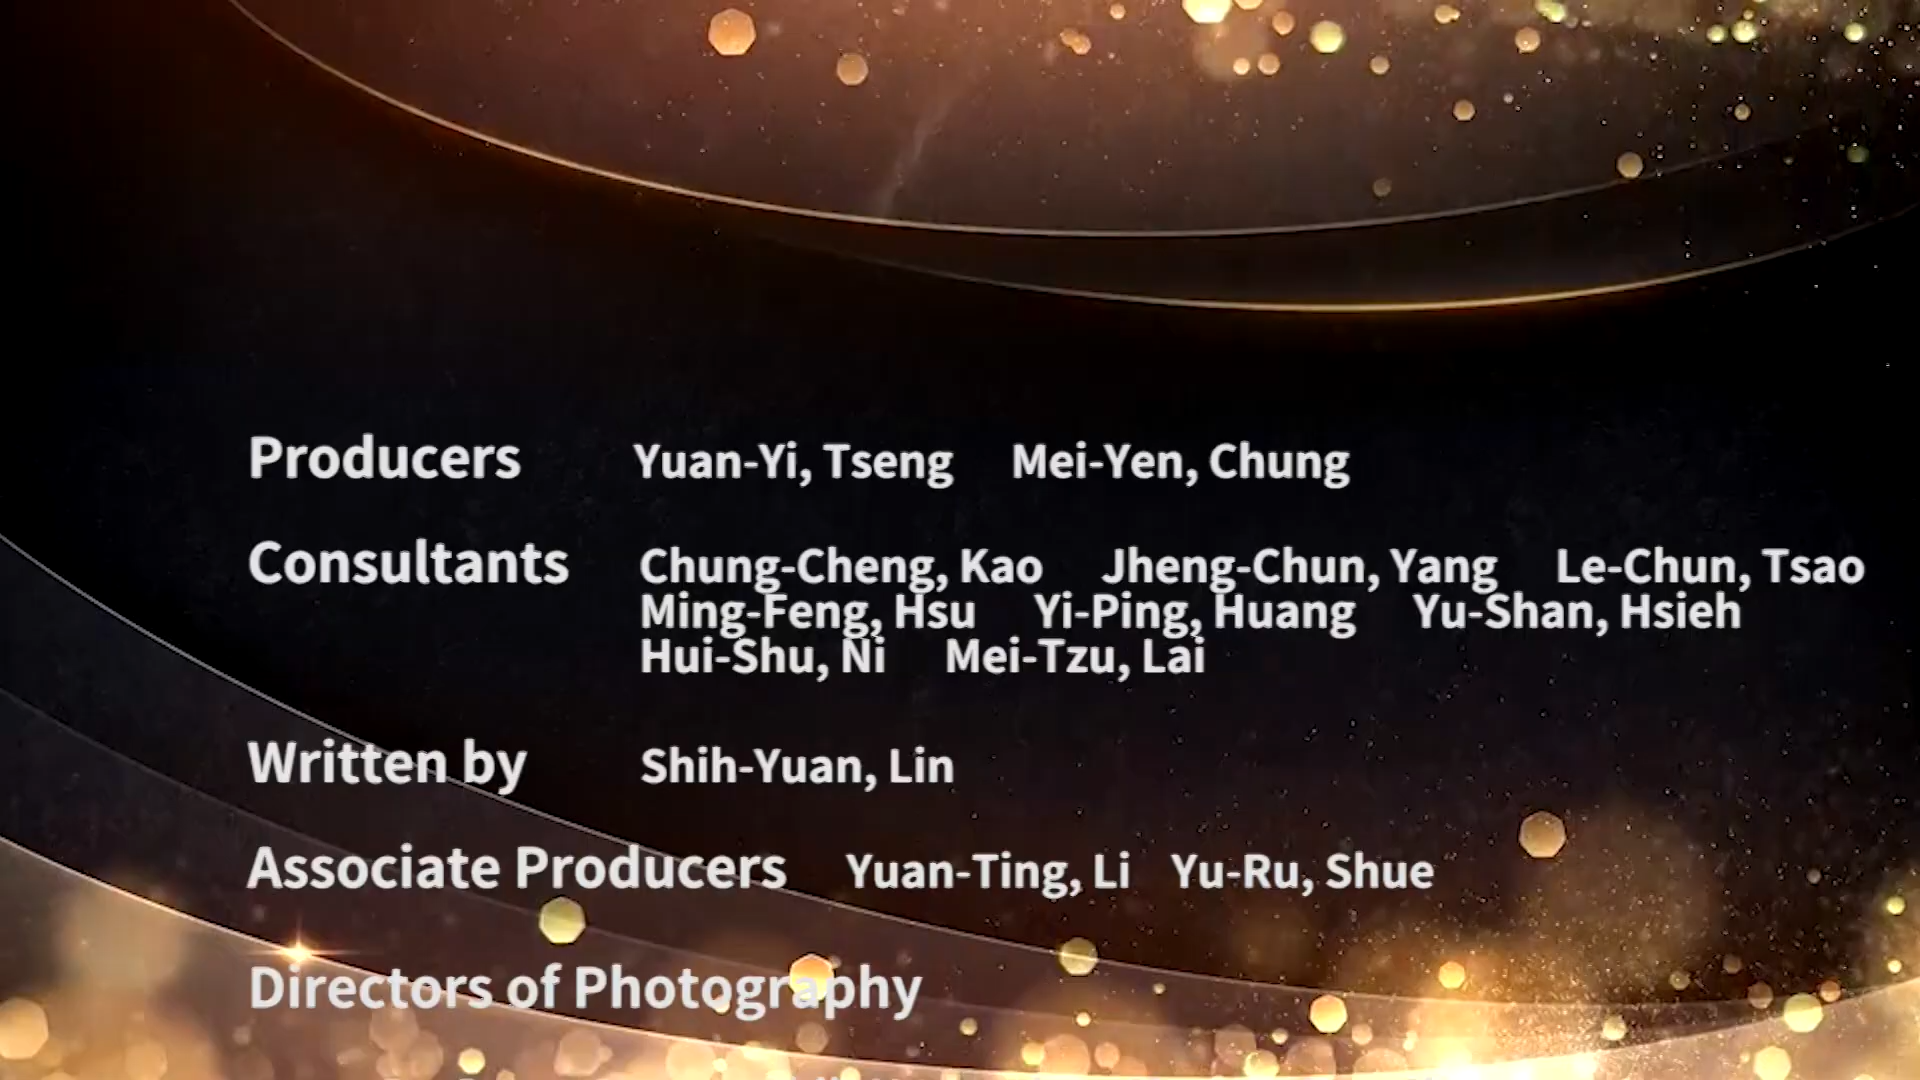 Producers Yuan-Yi, Tseng Mei-Yen, Chung
Consultants Chung-Cheng, Kao Jheng-Chun, Yang Le-Chun, Tsao
Ming-Feng, Hsu Yi-Ping, Huang Yu-Shan, Hsieh
Hui-Shu, Ni Mei-Tzu, Lai
Written by Shih-Yuan, Lin
Associate Producers Yuan-Ting, Li Yu-Ru, Shue
Directors of Photography